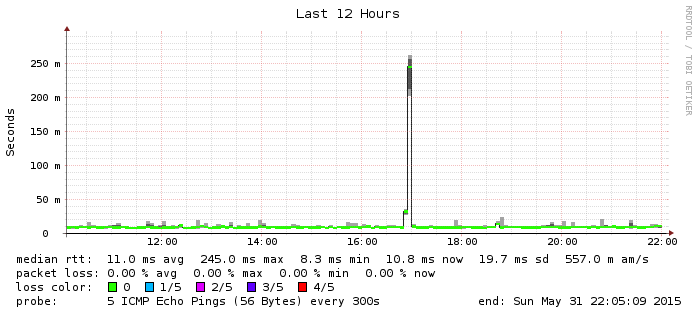 Last 12 Hours
RRDTOOL / TOBI OETIKER
Seconds
250 m
200 m
150 m
100 m
50 m
0
12:00 14:00 16:00 18:00 20:00 22:00
median rtt: 11.0 ms avg 245.0 ms max 8.3 ms min 10.8 ms now 19.7 ms sd 557.0 m am/s
packet loss: 0.00 % avg 0.00 % max 0.00 % min 0.00 % now
loss color: 0 1/5 2/5 3/5 4/5
probe: 5 ICMP Echo Pings (56 Bytes) every 300s end: Sun May 31 22:05:09 2015